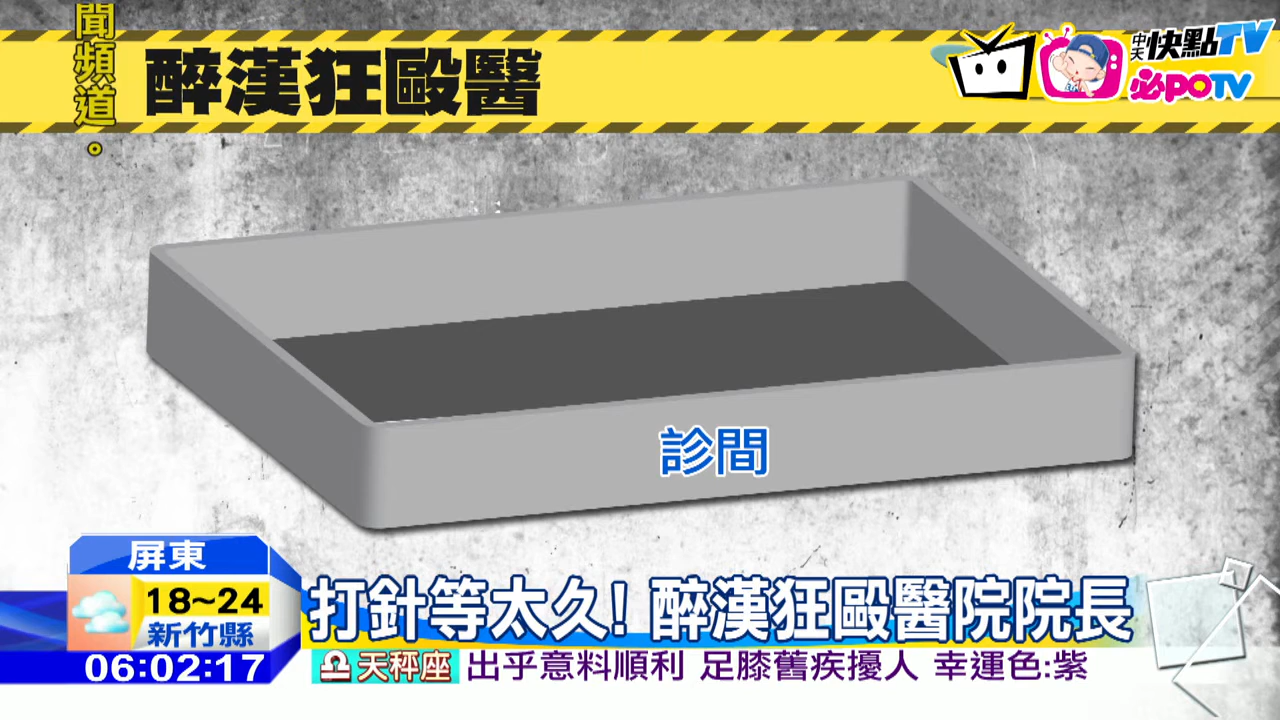 聞頻道。
醉漢狂毆醫
中天快點TV
必POTV
診間
屏東
18~24
新竹縣
06:02:17
打針等太久! 醉漢狂毆醫院院長
天秤座 出乎意料順利 足膝舊疾擾人 幸運色:紫